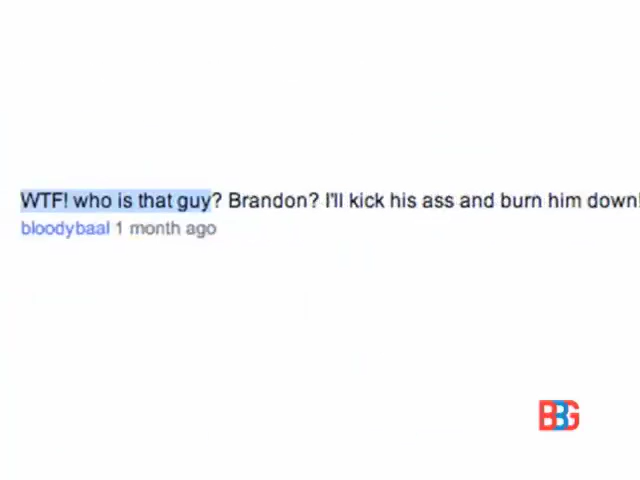 WTF! who is that guy? Brandon? I'll kick his ass and burn him down!
bloodybaal 1 month ago
BBG